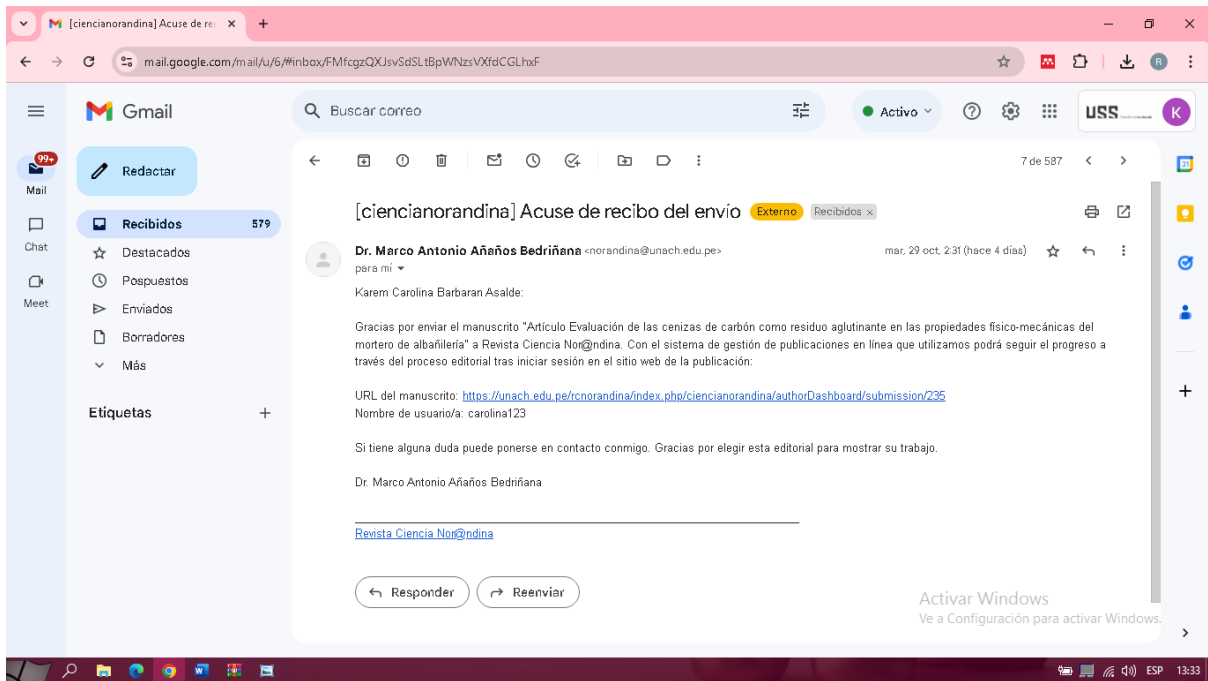 [ciencianorandina] Acuse de rec
mail.google.com/mail/u/6/#inbox/FMfcgzQXJsvSdSLtBpWNzsVXfdCGLhxF
R
Gmail
Buscar correo
Activo
USS
K
99+
Mail
Redactar
7 de 587
31
Chat
Meet
Recibidos 579
Destacados
Pospuestos
Enviados
Borradores
Más
Etiquetas
[ciencianorandina] Acuse de recibo del envío Externo Recibidos x
Dr. Marco Antonio Añaños Bedriñana <norandina@unach.edu.pe> mar, 29 oct, 2:31 (hace 4 días)
para mí
Karem Carolina Barbaran Asalde:
Gracias por enviar el manuscrito "Artículo Evaluación de las cenizas de carbón como residuo aglutinante en las propiedades físico-mecánicas del
mortero de albañilería" a Revista Ciencia Nor@ndina. Con el sistema de gestión de publicaciones en línea que utilizamos podrá seguir el progreso a
través del proceso editorial tras iniciar sesión en el sitio web de la publicación:
URL del manuscrito: https://unach.edu.pe/rcnorandina/index.php/ciencianorandina/authorDashboard/submission/235
Nombre de usuario/a: carolina123
Si tiene alguna duda puede ponerse en contacto conmigo. Gracias por elegir esta editorial para mostrar su trabajo.
Dr. Marco Antonio Añaños Bedriñana
Revista Ciencia Nor@ndina
Responder
Reenviar
Activar Windows
Ve a Configuración para activar Windows.
ESP 13:33